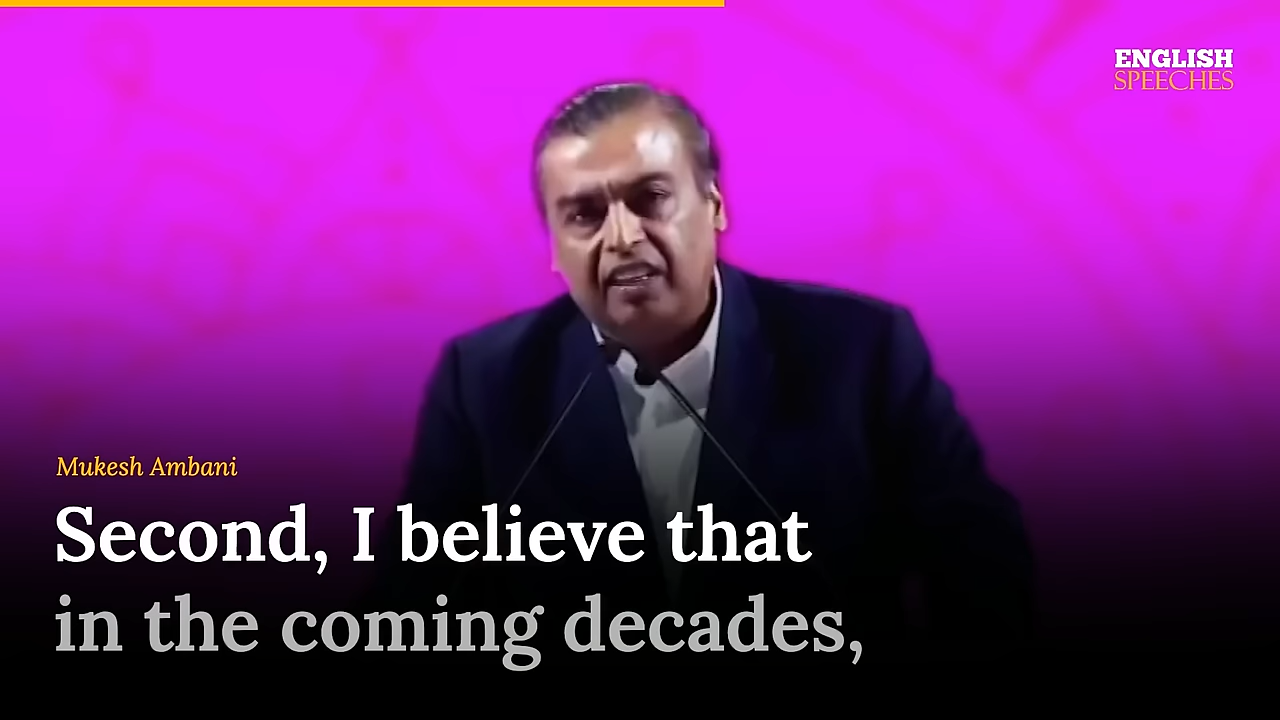 ENGLISH
SPEECHES
Mukesh Ambani
Second, I believe that
in the coming decades,